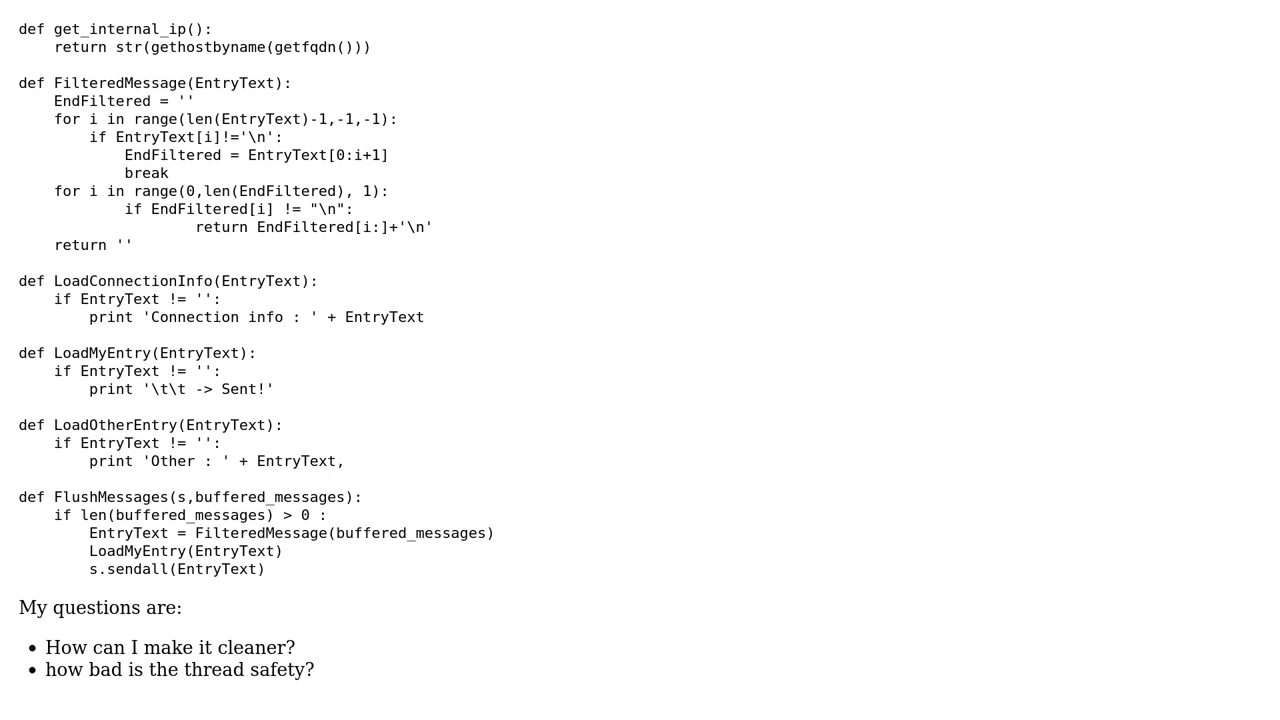 def get_internal_ip():
    return str(gethostbyname(getfqdn()))

def FilteredMessage(EntryText):
    EndFiltered = ''
    for i in range(len(EntryText)-1,-1,-1):
        if EntryText[i]!='\n':
            EndFiltered = EntryText[0:i+1]
            break
    for i in range(0,len(EndFiltered), 1):
            if EndFiltered[i] != "\n":
                    return EndFiltered[i:]+'\n'
    return ''

def LoadConnectionInfo(EntryText):
    if EntryText != '':
        print 'Connection info : ' + EntryText

def LoadMyEntry(EntryText):
    if EntryText != '':
        print '\t\t -> Sent!'

def LoadOtherEntry(EntryText):
    if EntryText != '':
        print 'Other : ' + EntryText,

def FlushMessages(s,buffered_messages):
    if len(buffered_messages) > 0 :
        EntryText = FilteredMessage(buffered_messages)
        LoadMyEntry(EntryText)
        s.sendall(EntryText)

My questions are:
• How can I make it cleaner?
• how bad is the thread safety?